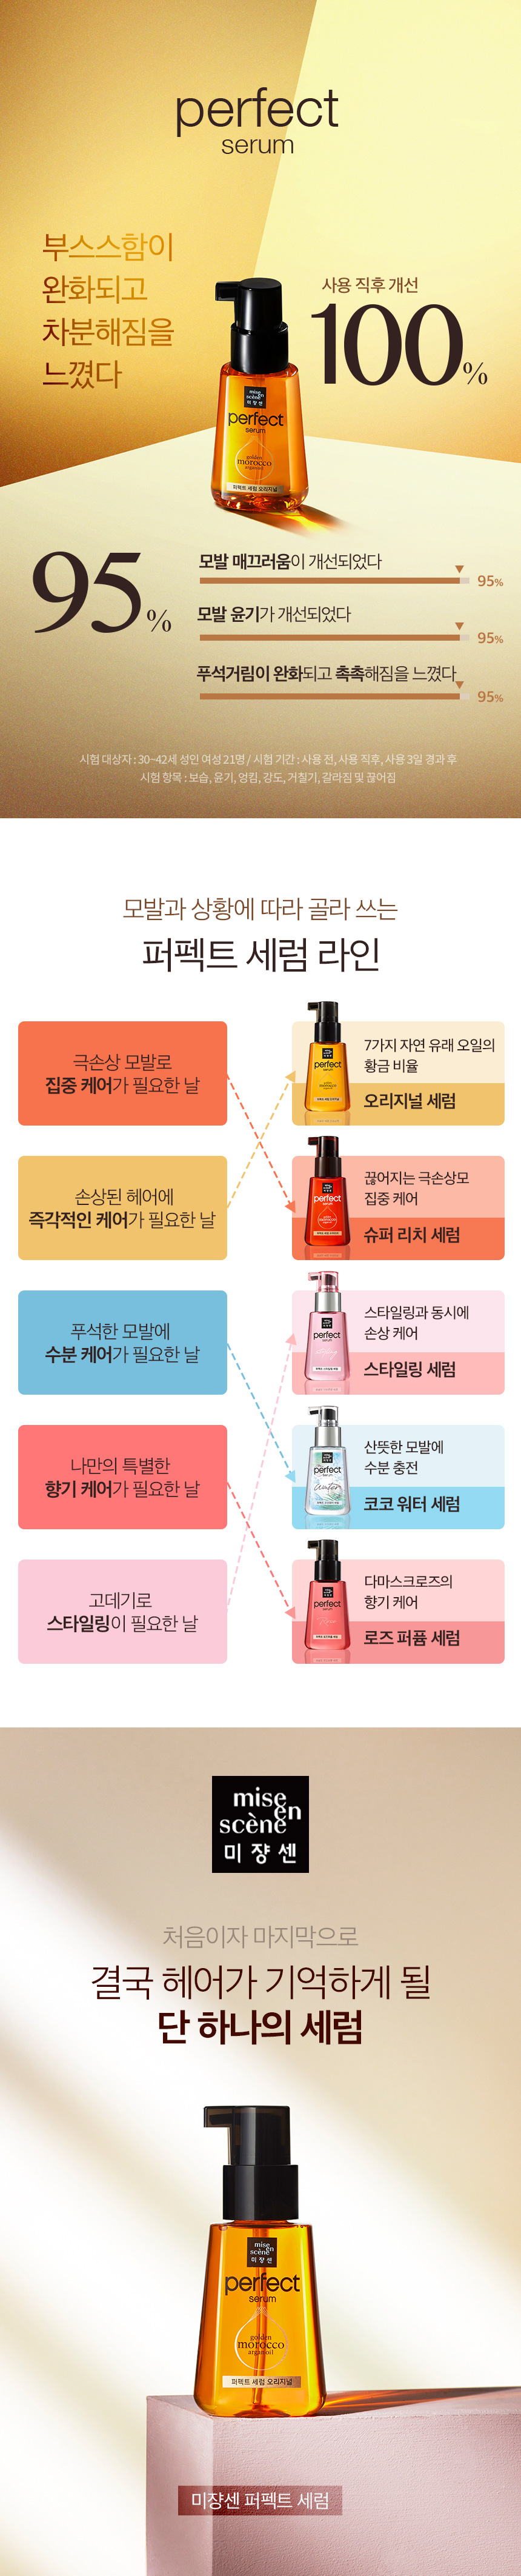 perfect
serum
부스스함이
완화되고
차분해짐을
느꼈다
사용 직후 개선
100%
mise
en
scène
미쟝센
perfect
serum
golden
morocco
argan oil
퍼펙트 세럼 오리지널
95%
모발 매끄러움이 개선되었다
95%
모발 윤기가 개선되었다
95%
푸석거림이 완화되고 촉촉해짐을 느꼈다
95%
시험 대상자 : 30~42세 성인 여성 21명 / 시험 기간 : 사용 전, 사용 직후, 사용 3일 경과 후
시험 항목 : 보습, 윤기, 엉킴, 강도, 거칠기, 갈라짐 및 끊어짐
모발과 상황에 따라 골라 쓰는
퍼펙트 세럼 라인
극손상 모발로
집중 케어가 필요한 날
perfect
serum
7가지 자연 유래 오일의
황금 비율
오리지널 세럼
손상된 헤어에
즉각적인 케어가 필요한 날
perfect
serum
끊어지는 극손상모
집중 케어
슈퍼 리치 세럼
푸석한 모발에
수분 케어가 필요한 날
perfect
serum
스타일링과 동시에
손상 케어
스타일링 세럼
나만의 특별한
향기 케어가 필요한 날
perfect
serum
water
산뜻한 모발에
수분 충전
코코 워터 세럼
고데기로
스타일링이 필요한 날
perfect
serum
다마스크로즈의
향기 케어
로즈 퍼퓸 세럼
mise
en
scène
미쟝센
처음이자 마지막으로
결국 헤어가 기억하게 될
단 하나의 세럼
mise
en
scène
미쟝센
perfect
serum
golden
morocco
argan oil
퍼펙트 세럼 오리지널
미쟝센 퍼펙트 세럼